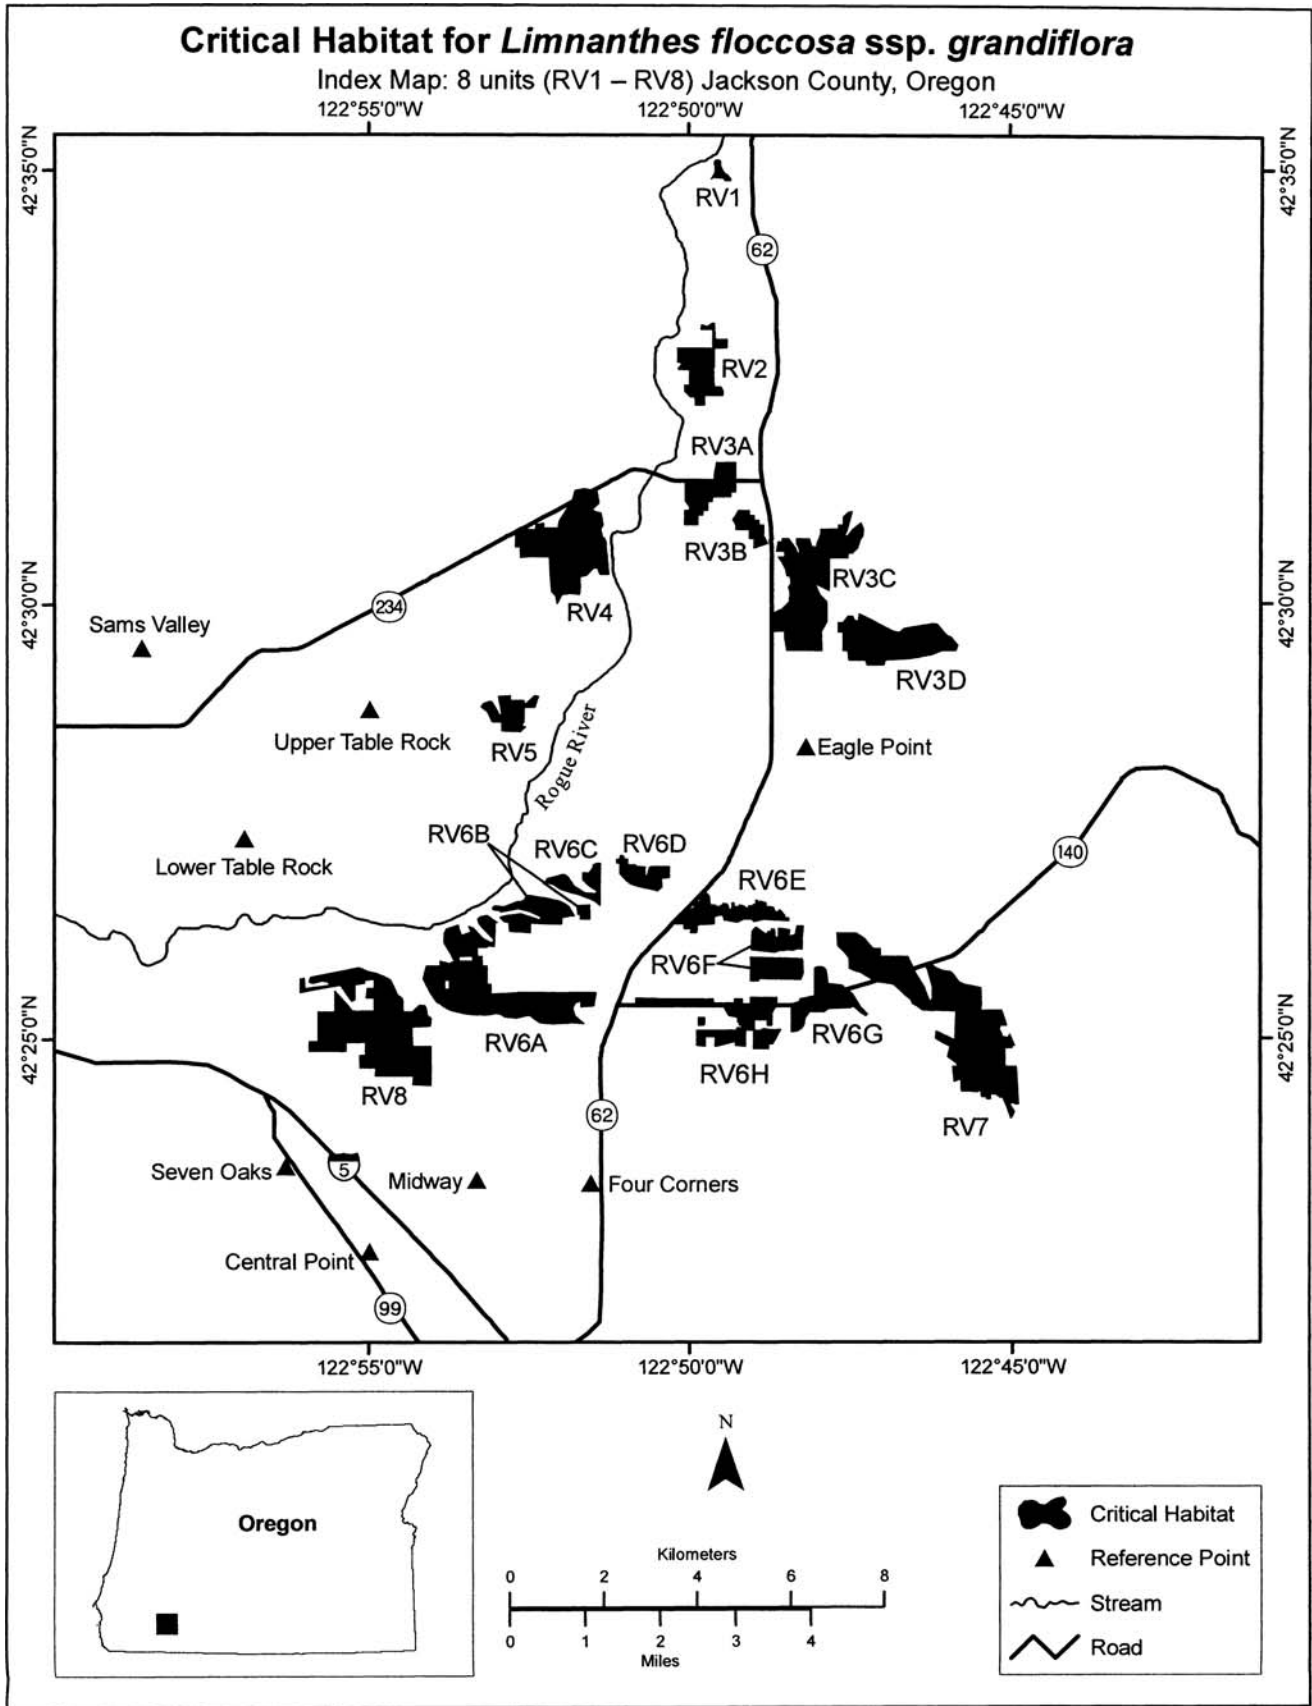 Critical Habitat for Limnanthes floccosa ssp. grandiflora
Index Map: 8 units (RV1 – RV8) Jackson County, Oregon
122°55'0"W 122°50'0"W 122°45'0"W
42°35'0"N
42°35'0"N
RV1
62
RV2
RV3A
RV3B
RV3C
RV4
42°30'0"N
42°30'0"N
234
Sams Valley
RV3D
Upper Table Rock
RV5
Rogue River
Eagle Point
RV6B
RV6C
RV6D
140
Lower Table Rock
RV6E
RV6F
RV6A
RV6G
42°25'0"N
42°25'0"N
RV6H
RV8
62
RV7
Seven Oaks
5
Midway
Four Corners
Central Point
99
122°55'0"W 122°50'0"W 122°45'0"W
Oregon
N
Kilometers
0 2 4 6 8
0 1 2 3 4
Miles
Critical Habitat
Reference Point
Stream
Road